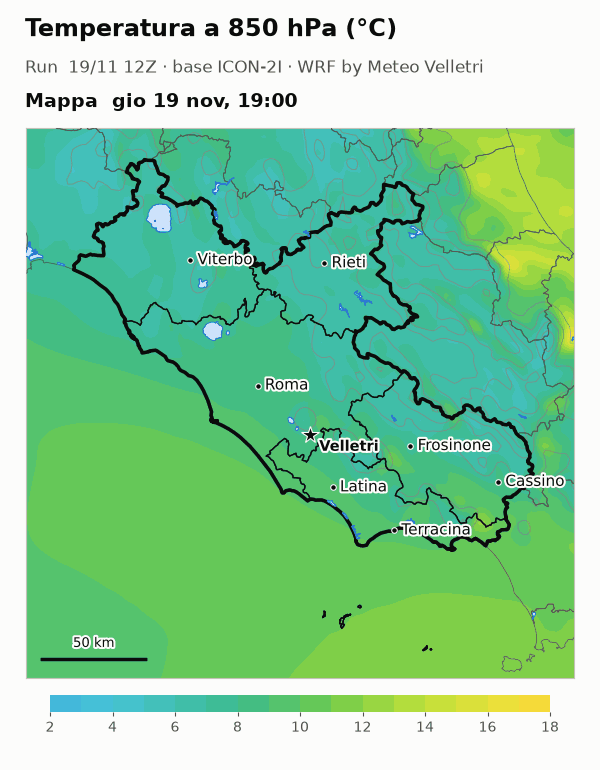 Temperatura a 850 hPa (°C)
Run 19/11 12Z · base ICON-2I · WRF by Meteo Velletri
Mappa gio 19 nov, 19:00
Viterbo
Rieti
Roma
Velletri
Frosinone
Latina
Cassino
Terracina
50 km
2 4 6 8 10 12 14 16 18